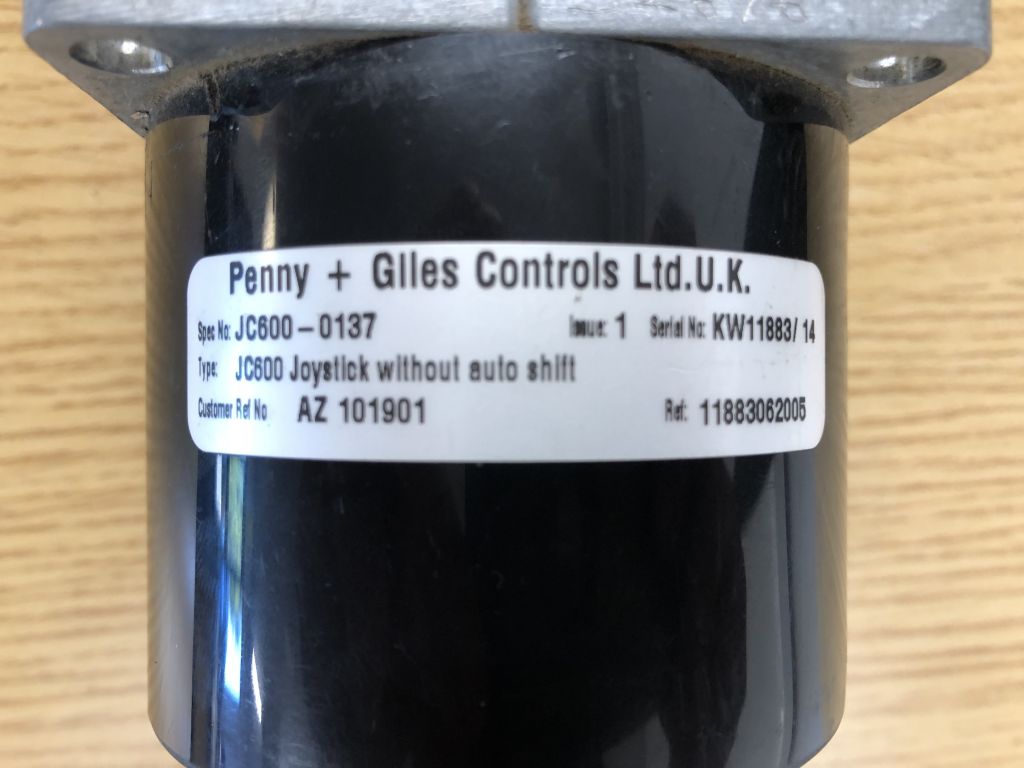 Penny + Giles Controls Ltd.U.K.
Spec No: JC600-0137 Issue: 1 Serial No: KW11883/14
Type: JC600 Joystick without auto shift
Customer Ref No AZ 101901 Ref: 11883062005